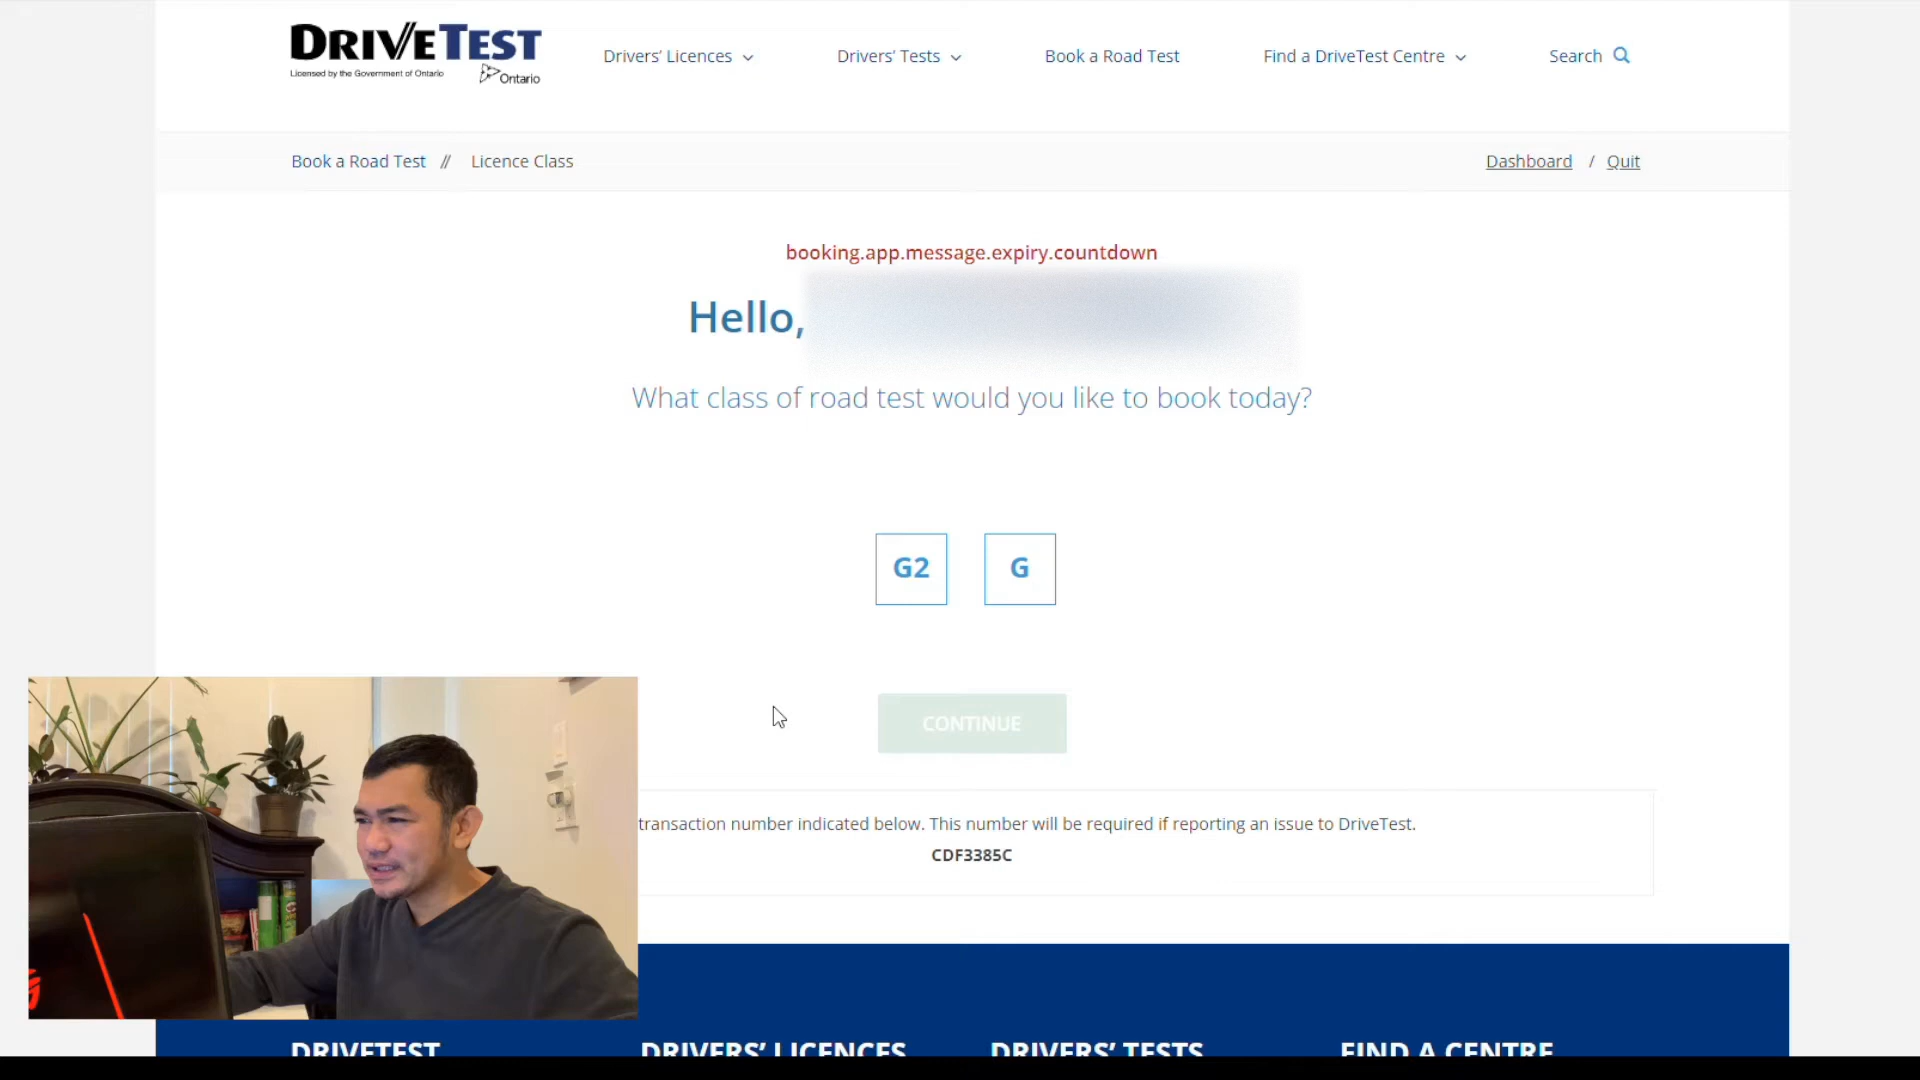 DRIVETEST
Licensed by the Government of Ontario
Ontario
Drivers' Licences
Drivers' Tests
Book a Road Test
Find a DriveTest Centre
Search
Book a Road Test // Licence Class
Dashboard / Quit
booking.app.message.expiry.countdown
Hello,
What class of road test would you like to book today?
G2
G
CONTINUE
transaction number indicated below. This number will be required if reporting an issue to DriveTest.
CDF3385C
DRIVETEST
DRIVERS' LICENCES
DRIVERS' TESTS
FIND A CENTRE